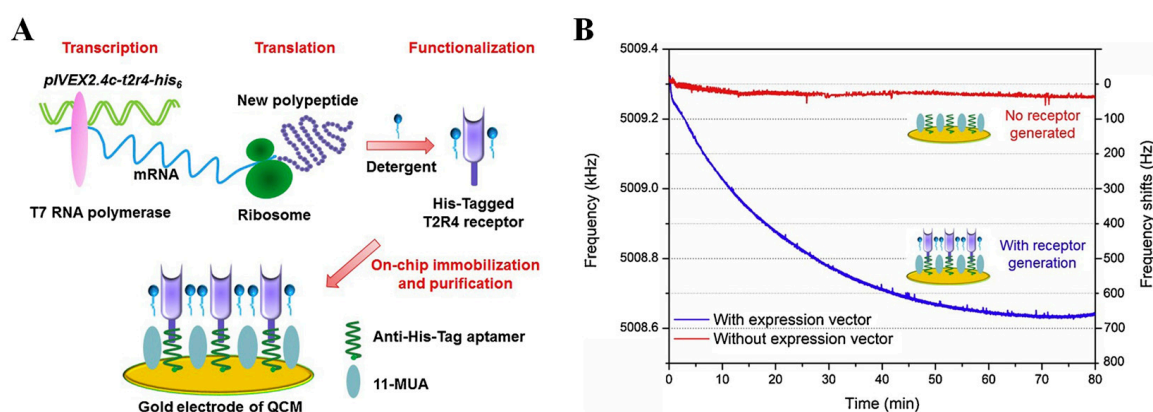 A
Transcription
Translation
Functionalization
pIVEX2.4c-t2r4-his6
New polypeptide
mRNA
Detergent
T7 RNA polymerase
Ribosome
His-Tagged
T2R4 receptor
On-chip immobilization
and purification
Anti-His-Tag aptamer
11-MUA
Gold electrode of QCM
B
5009.4
5009.2
5009.0
5008.8
5008.6
Frequency (kHz)
0
100
200
300
400
500
600
700
800
Frequency shifts (Hz)
No receptor
generated
With receptor
generation
With expression vector
Without expression vector
0 10 20 30 40 50 60 70 80
Time (min)